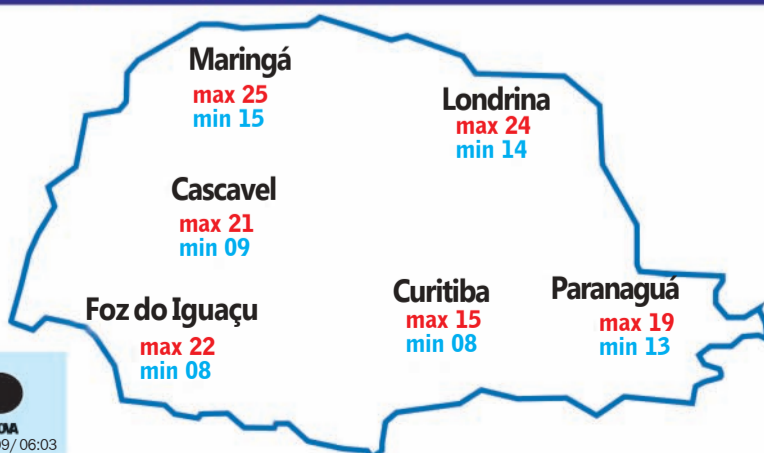 Maringá
max 25
min 15
Londrina
max 24
min 14
Cascavel
max 21
min 09
Foz do Iguaçu
max 22
min 08
Curitiba
max 15
min 08
Paranaguá
max 19
min 13
06:03